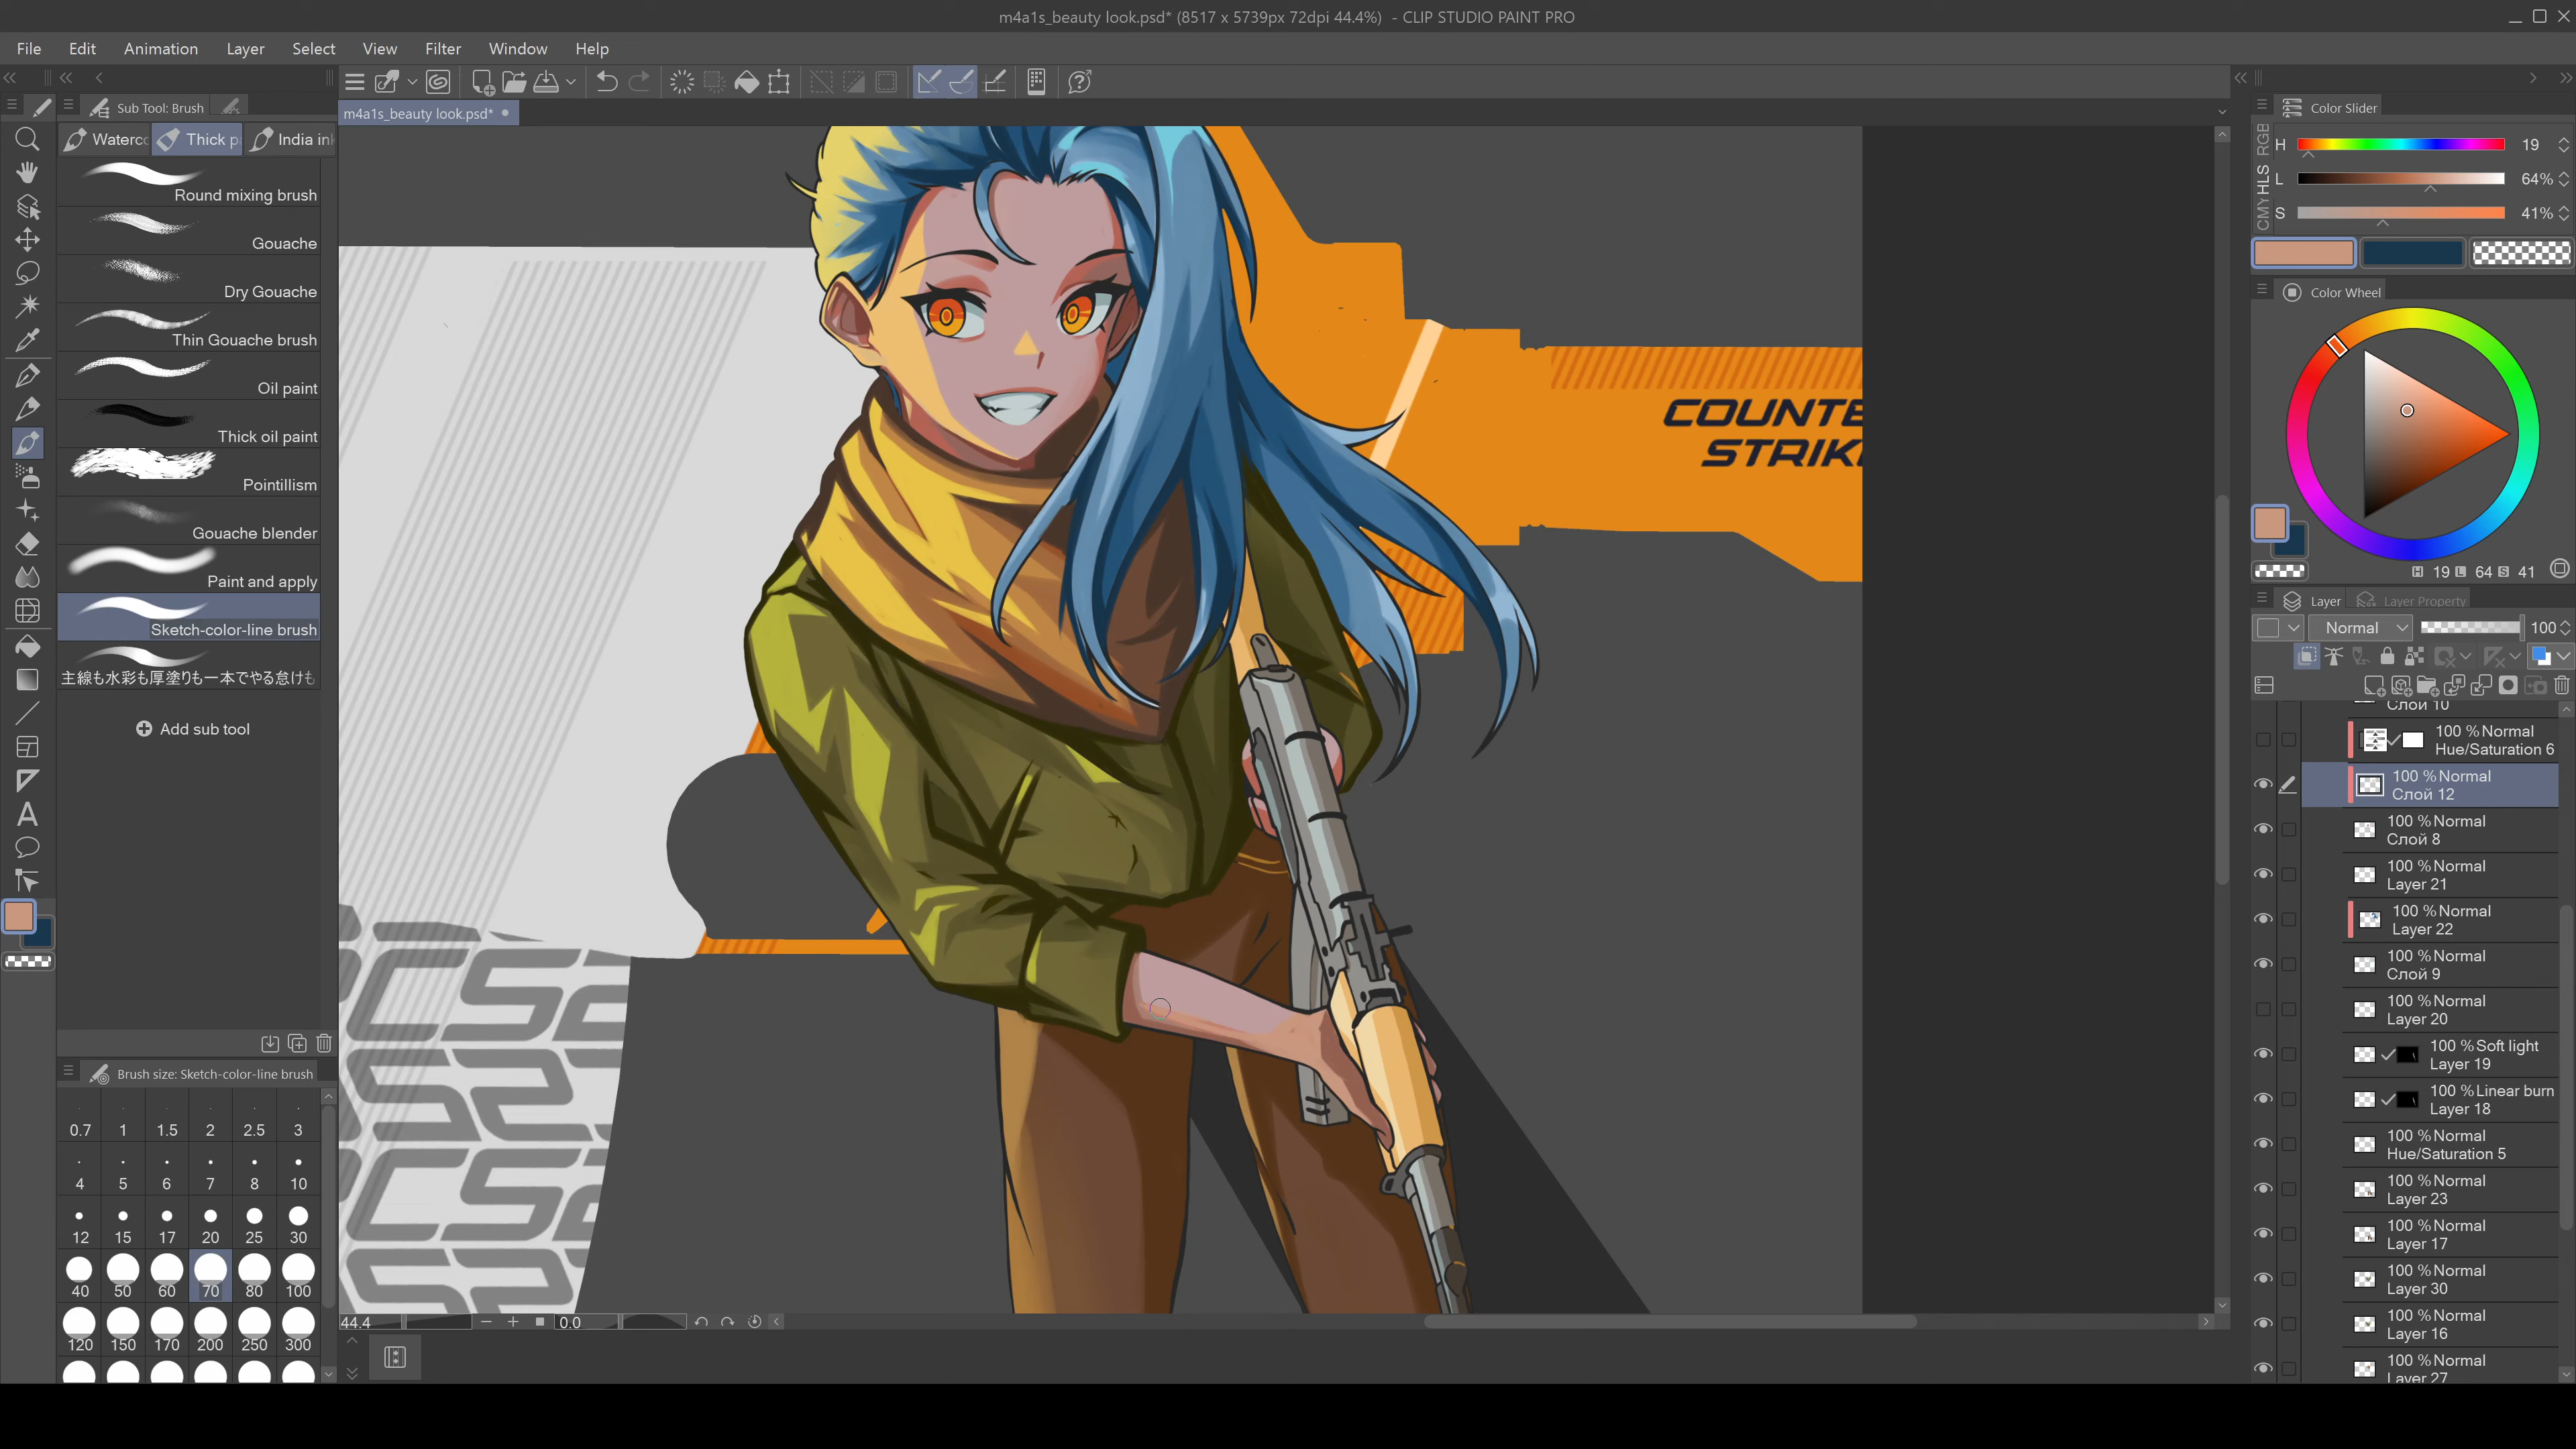 m4a1s_beauty look.psd* (8517 x 5739px 72dpi 44.4%) - CLIP STUDIO PAINT PRO
File Edit Animation Layer Select View Filter Window Help
Sub Tool: Brush
m4a1s_beauty look.psd*
Thick p
India in
Round mixing brush
Gouache
Dry Gouache
Thin Gouache brush
Oil paint
Thick oil paint
Pointillism
Gouache blender
Paint and apply
Sketch-color-line brush
主線も水彩も厚塗りも一本でやる怠けも
Add sub tool
Brush size: Sketch-color-line brush
0.7 1 1.5 2 2.5 3
4 5 6 7 8 10
12 15 17 20 25 30
40 50 60 70 80 100
120 150 170 200 250 300
COUNTE
STRIK
CS2
CS2
44.4
0.0
Color Slider
RGB
HLS
CMY
H 19
L 64%
S 41%
Color Wheel
H 19 L 64 S 41
Layer
Layer Property
Normal 100
Слой 10
100 %Normal
Hue/Saturation 6
100 %Normal
Слой 12
100 %Normal
Слой 8
100 %Normal
Layer 21
100 %Normal
Layer 22
100 %Normal
Слой 9
100 %Normal
Layer 20
100 %Soft light
Layer 19
100 %Linear burn
Layer 18
100 %Normal
Hue/Saturation 5
100 %Normal
Layer 23
100 %Normal
Layer 17
100 %Normal
Layer 30
100 %Normal
Layer 16
100 %Normal
Layer 27